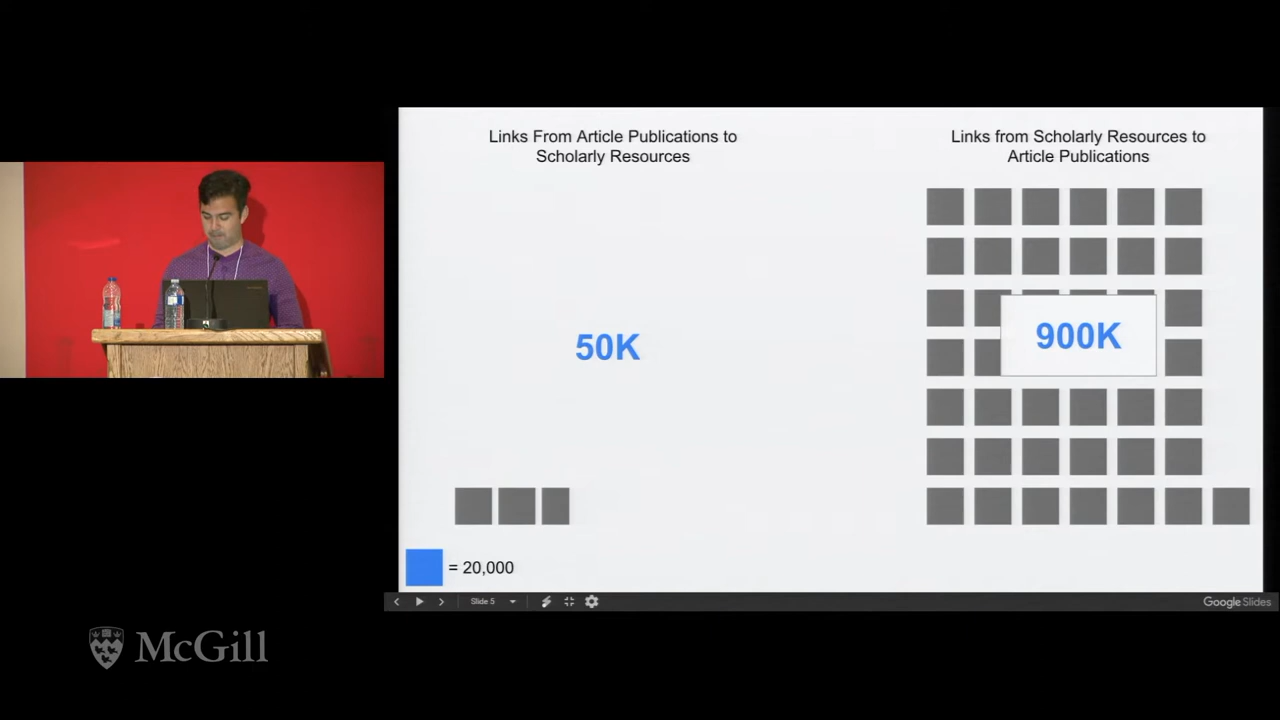 Links From Article Publications to
Scholarly Resources
50K
= 20,000
Links from Scholarly Resources to
Article Publications
900K
Slide 5
Google Slides
McGill